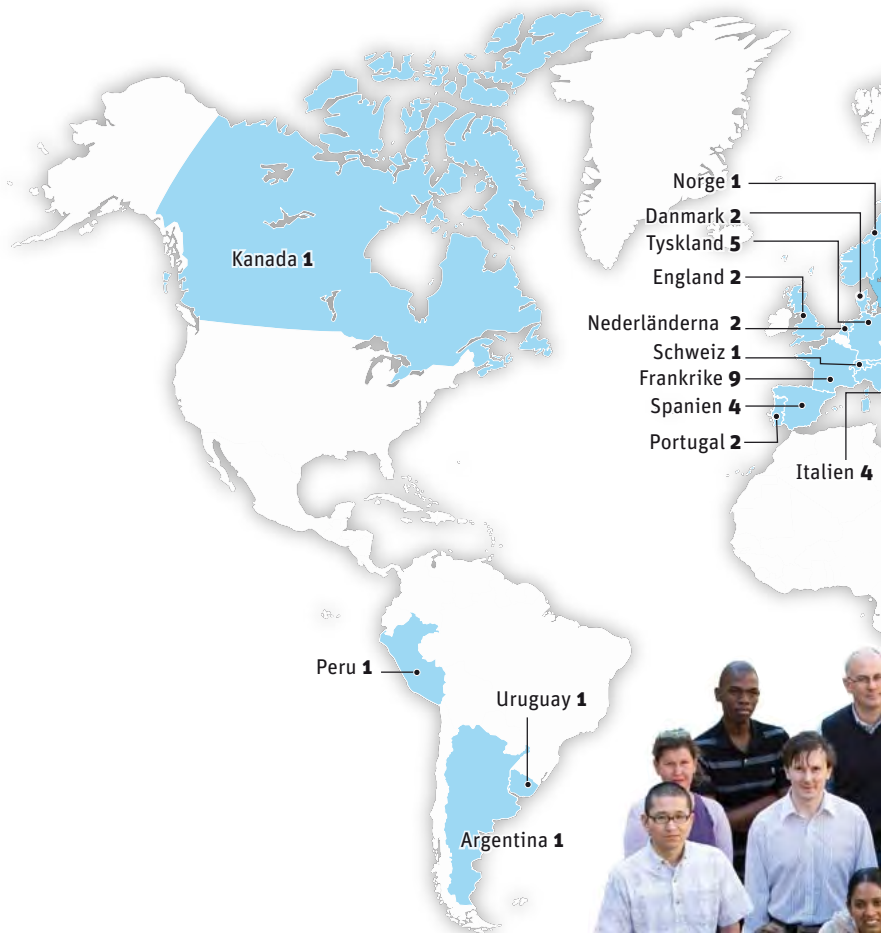 Norge 1
Danmark 2
Tyskland 5
Kanada 1
England 2
Nederländerna 2
Schweiz 1
Frankrike 9
Spanien 4
Portugal 2
Italien 4
Peru 1
Uruguay 1
Argentina 1